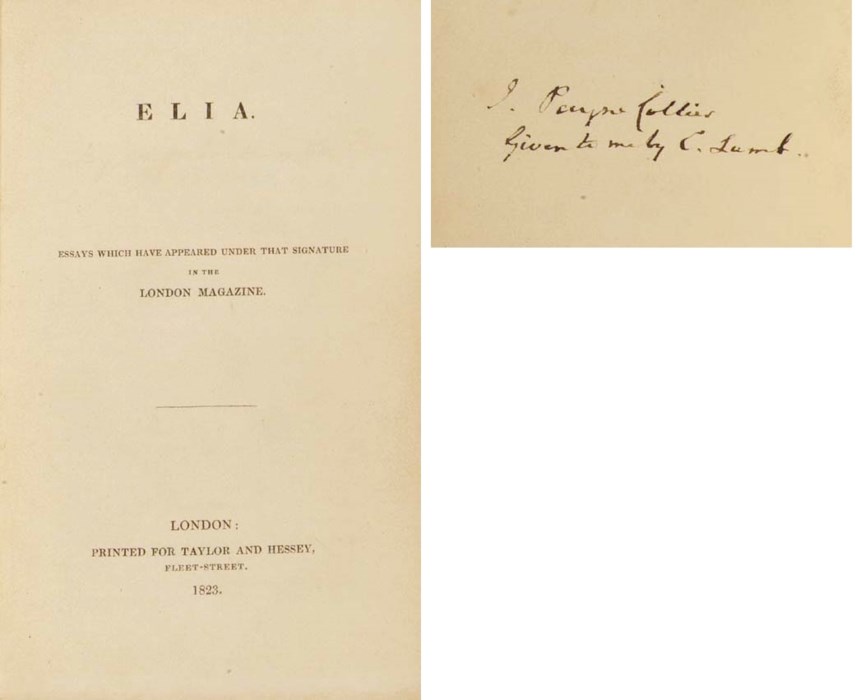 ELIA.
ESSAYS WHICH HAVE APPEARED UNDER THAT SIGNATURE
IN THE
LONDON MAGAZINE.
LONDON:
PRINTED FOR TAYLOR AND HESSEY,
FLEET-STREET.
1823.
J. Payne Collier
Given to me by C. Lamb.